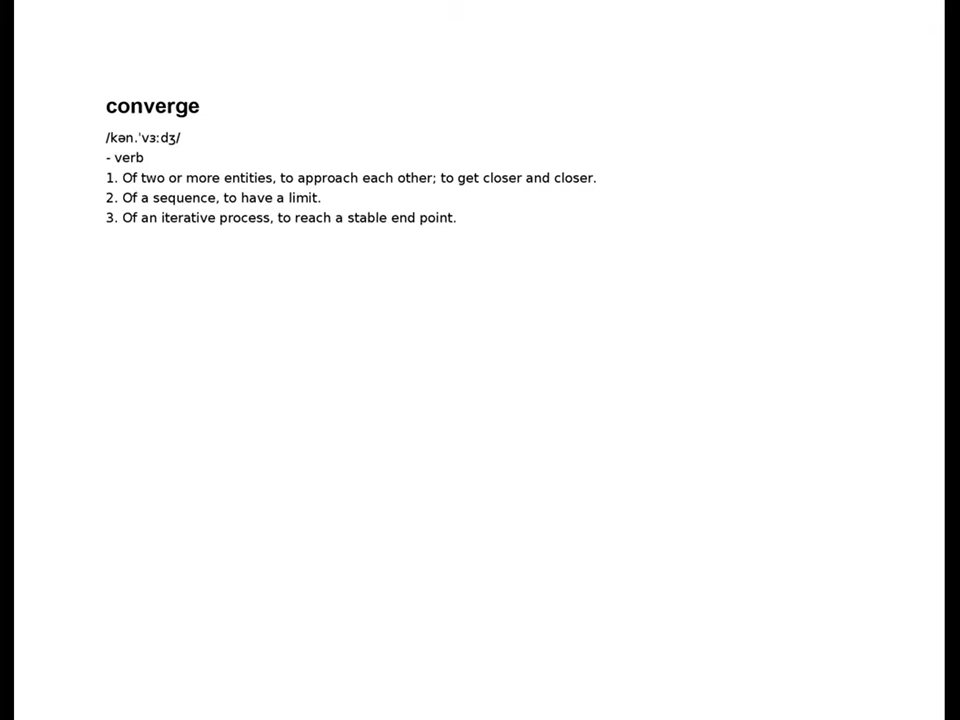 converge
/kən.ˈvɜːdʒ/
- verb
1. Of two or more entities, to approach each other; to get closer and closer.
2. Of a sequence, to have a limit.
3. Of an iterative process, to reach a stable end point.